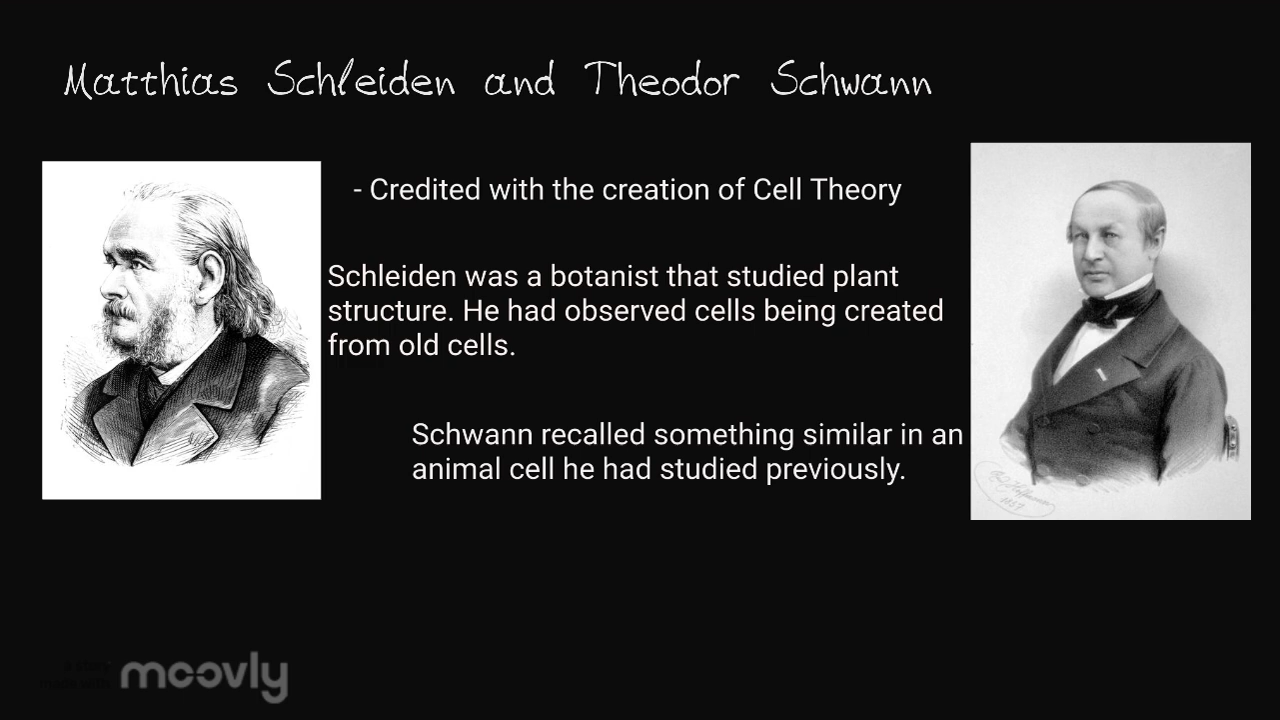 Matthias Schleiden and Theodor Schwann
- Credited with the creation of Cell Theory
Schleiden was a botanist that studied plant
structure. He had observed cells being created
from old cells.
Schwann recalled something similar in an
animal cell he had studied previously.
moovly